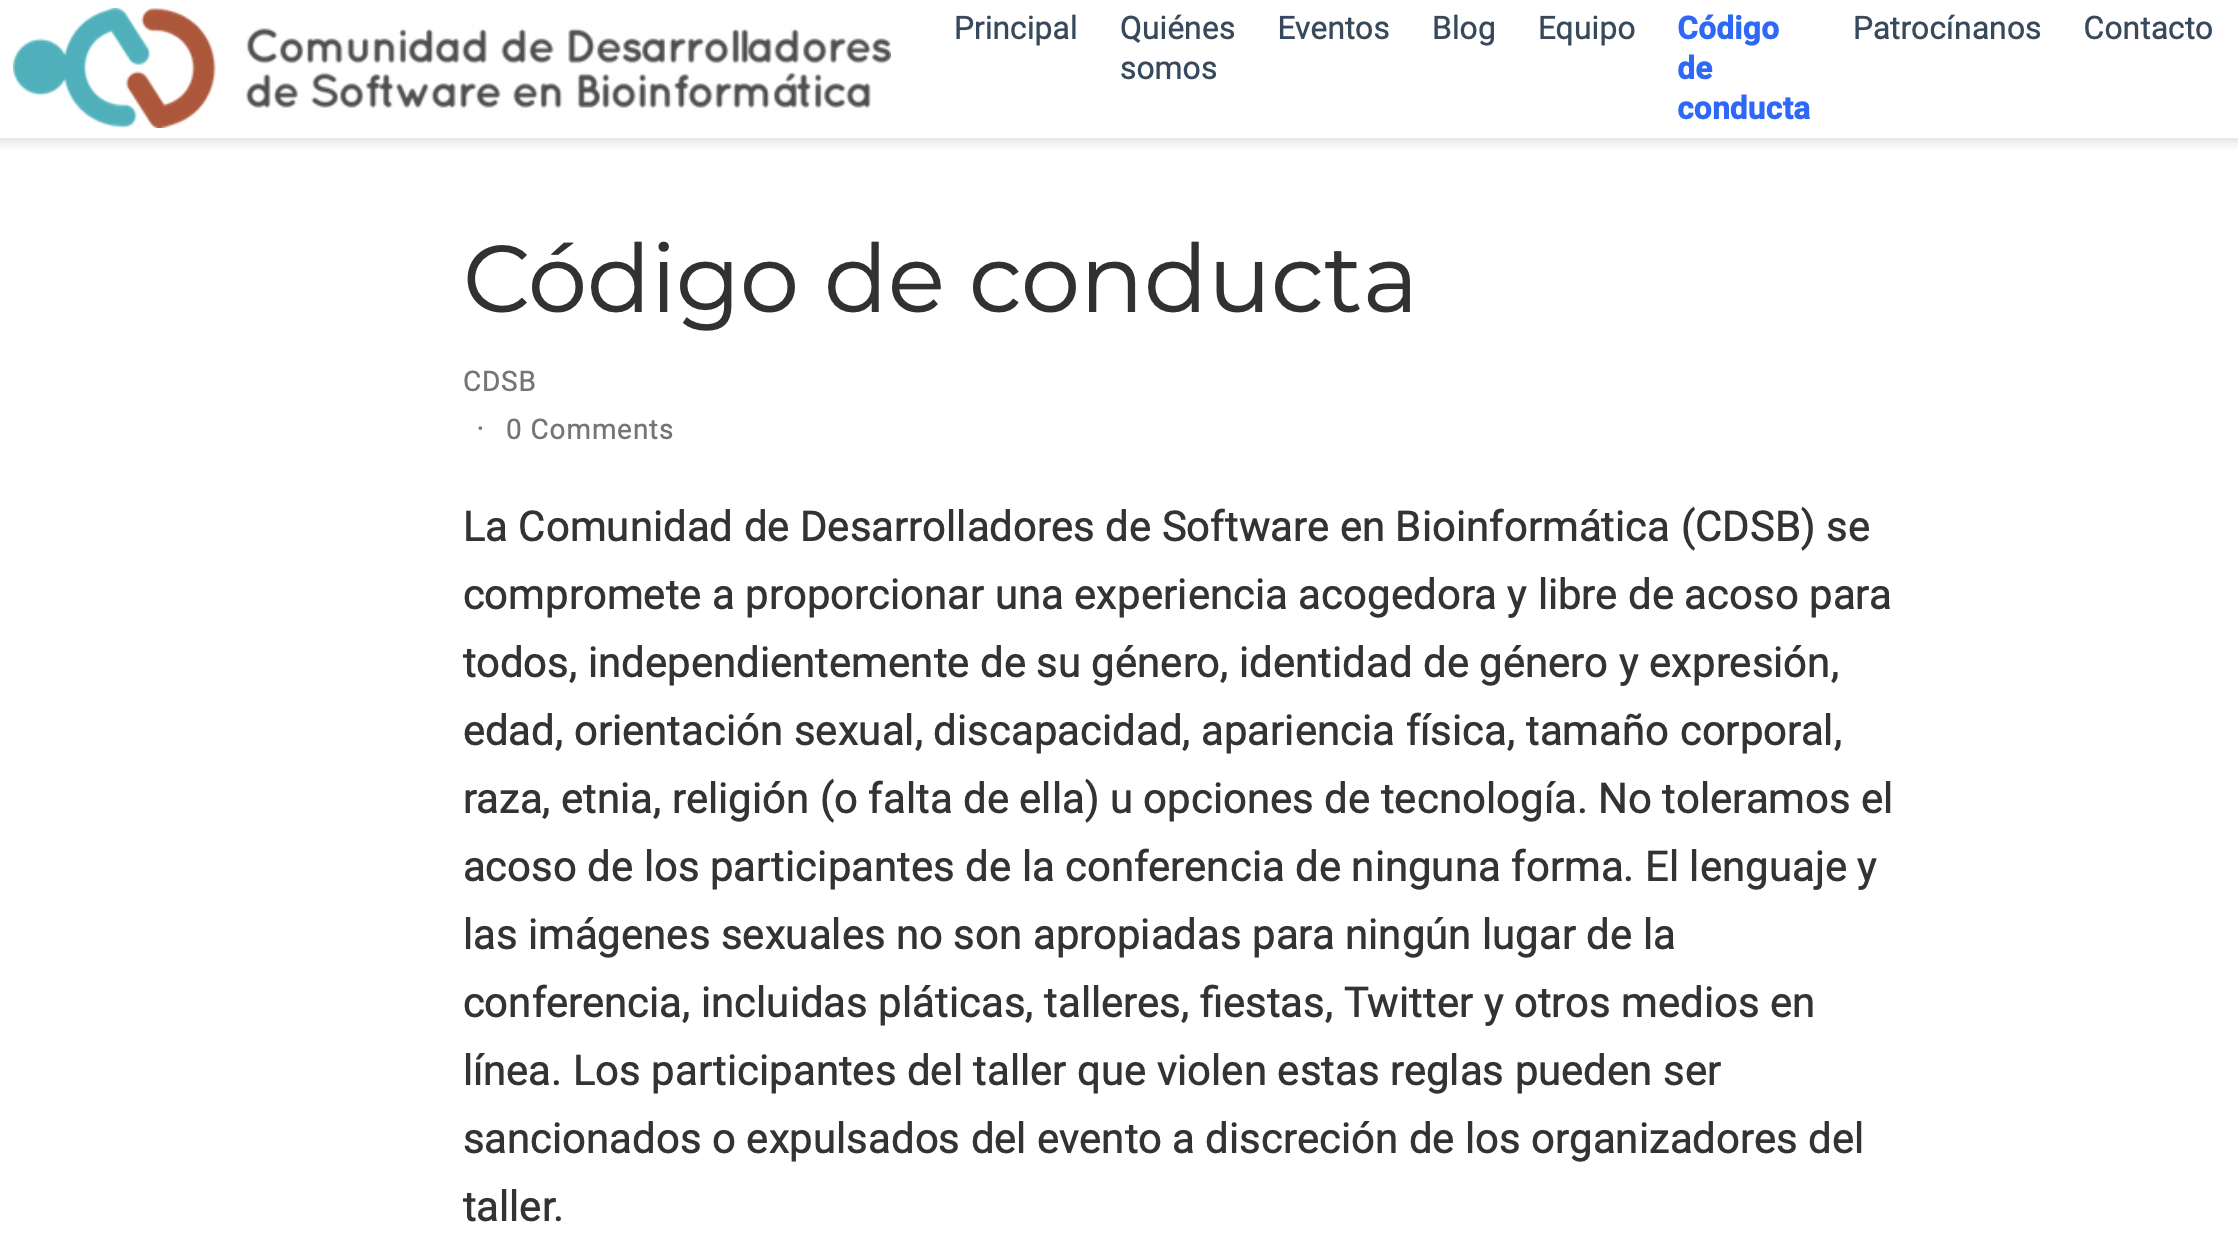 Comunidad de Desarrolladores
de Software en Bioinformática
Principal
Quiénes
somos
Eventos
Blog
Equipo
Código
de
conducta
Patrocínanos
Contacto
Código de conducta
CDSB
· 0 Comments
La Comunidad de Desarrolladores de Software en Bioinformática (CDSB) se
compromete a proporcionar una experiencia acogedora y libre de acoso para
todos, independientemente de su género, identidad de género y expresión,
edad, orientación sexual, discapacidad, apariencia física, tamaño corporal,
raza, etnia, religión (o falta de ella) u opciones de tecnología. No toleramos el
acoso de los participantes de la conferencia de ninguna forma. El lenguaje y
las imágenes sexuales no son apropiadas para ningún lugar de la
conferencia, incluidas pláticas, talleres, fiestas, Twitter y otros medios en
línea. Los participantes del taller que violen estas reglas pueden ser
sancionados o expulsados del evento a discreción de los organizadores del
taller.